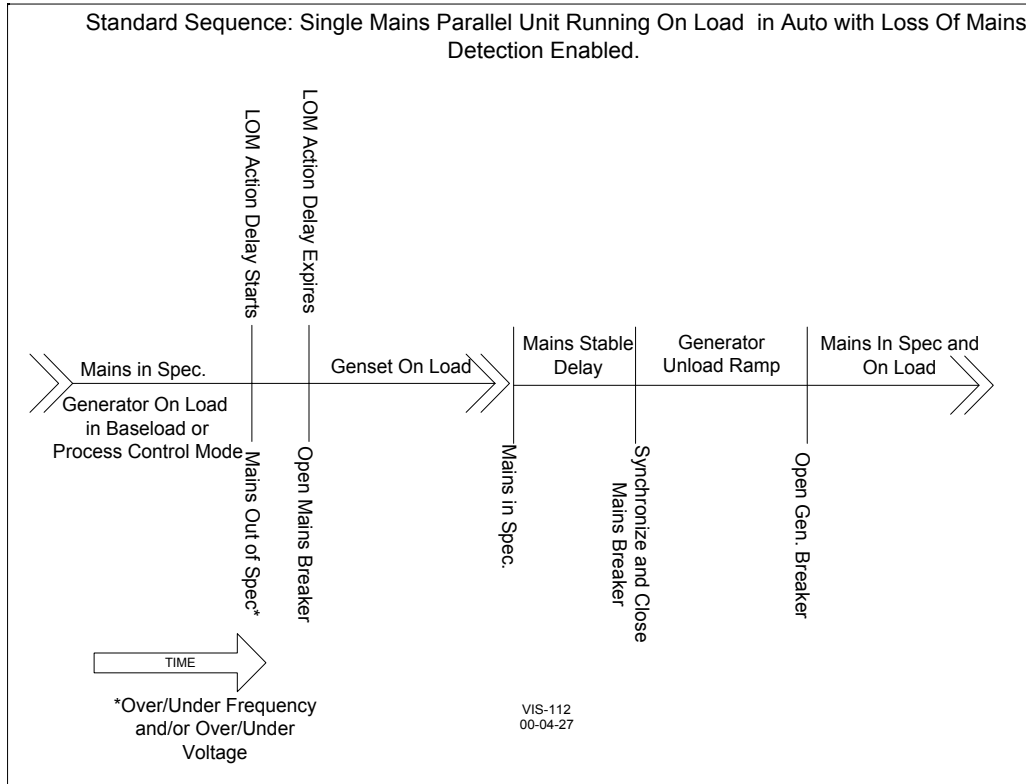 Standard Sequence: Single Mains Parallel Unit Running On Load in Auto with Loss Of Mains
Detection Enabled.
LOM Action Delay Starts
LOM Action Delay Expires
Mains in Spec.
Generator On Load
in Baseload or
Process Control Mode
Genset On Load
Mains Stable
Delay
Generator
Unload Ramp
Mains In Spec and
On Load
Mains Out of Spec*
Open Mains Breaker
Mains in Spec.
Synchronize and Close
Mains Breaker
Open Gen. Breaker
TIME
*Over/Under Frequency
and/or Over/Under
Voltage
VIS-112
00-04-27